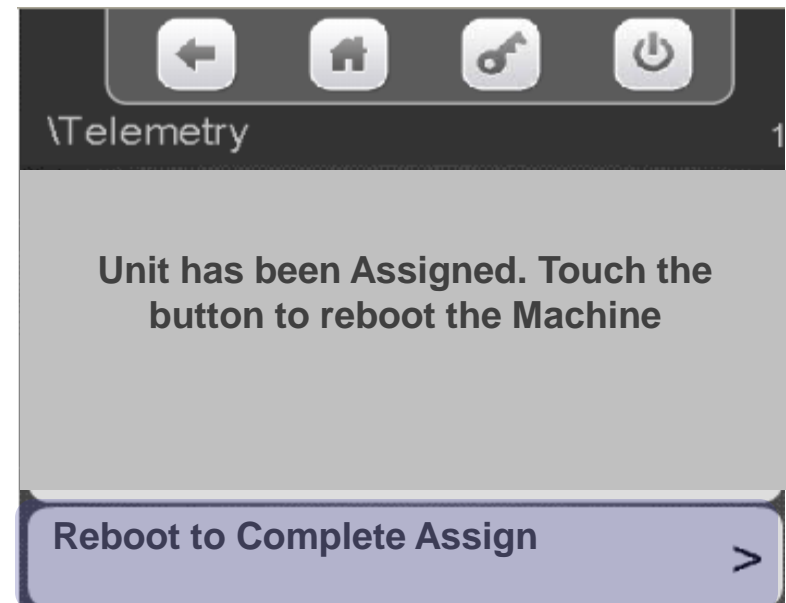 \Telemetry 1
Unit has been Assigned. Touch the
button to reboot the Machine
Reboot to Complete Assign >